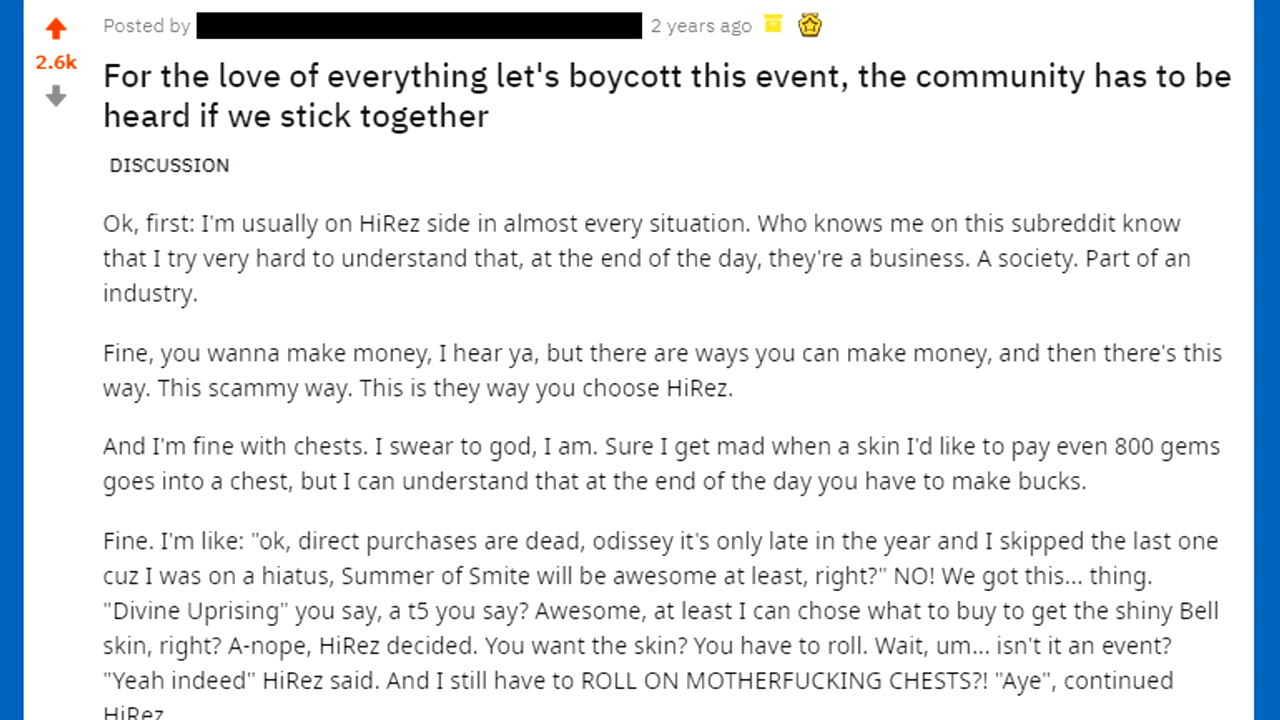 Posted by 2 years ago
2.6k
For the love of everything let's boycott this event, the community has to be
heard if we stick together
DISCUSSION
Ok, first: I'm usually on HiRez side in almost every situation. Who knows me on this subreddit know
that I try very hard to understand that, at the end of the day, they're a business. A society. Part of an
industry.
Fine, you wanna make money, I hear ya, but there are ways you can make money, and then there's this
way. This scammy way. This is they way you choose HiRez.
And I'm fine with chests. I swear to god, I am. Sure I get mad when a skin I'd like to pay even 800 gems
goes into a chest, but I can understand that at the end of the day you have to make bucks.
Fine. I'm like: "ok, direct purchases are dead, odissey it's only late in the year and I skipped the last one
cuz I was on a hiatus, Summer of Smite will be awesome at least, right?" NO! We got this... thing.
"Divine Uprising" you say, a t5 you say? Awesome, at least I can chose what to buy to get the shiny Bell
skin, right? A-nope, HiRez decided. You want the skin? You have to roll. Wait, um... isn't it an event?
"Yeah indeed" HiRez said. And I still have to ROLL ON MOTHERFUCKING CHESTS?! "Aye", continued
HiRez